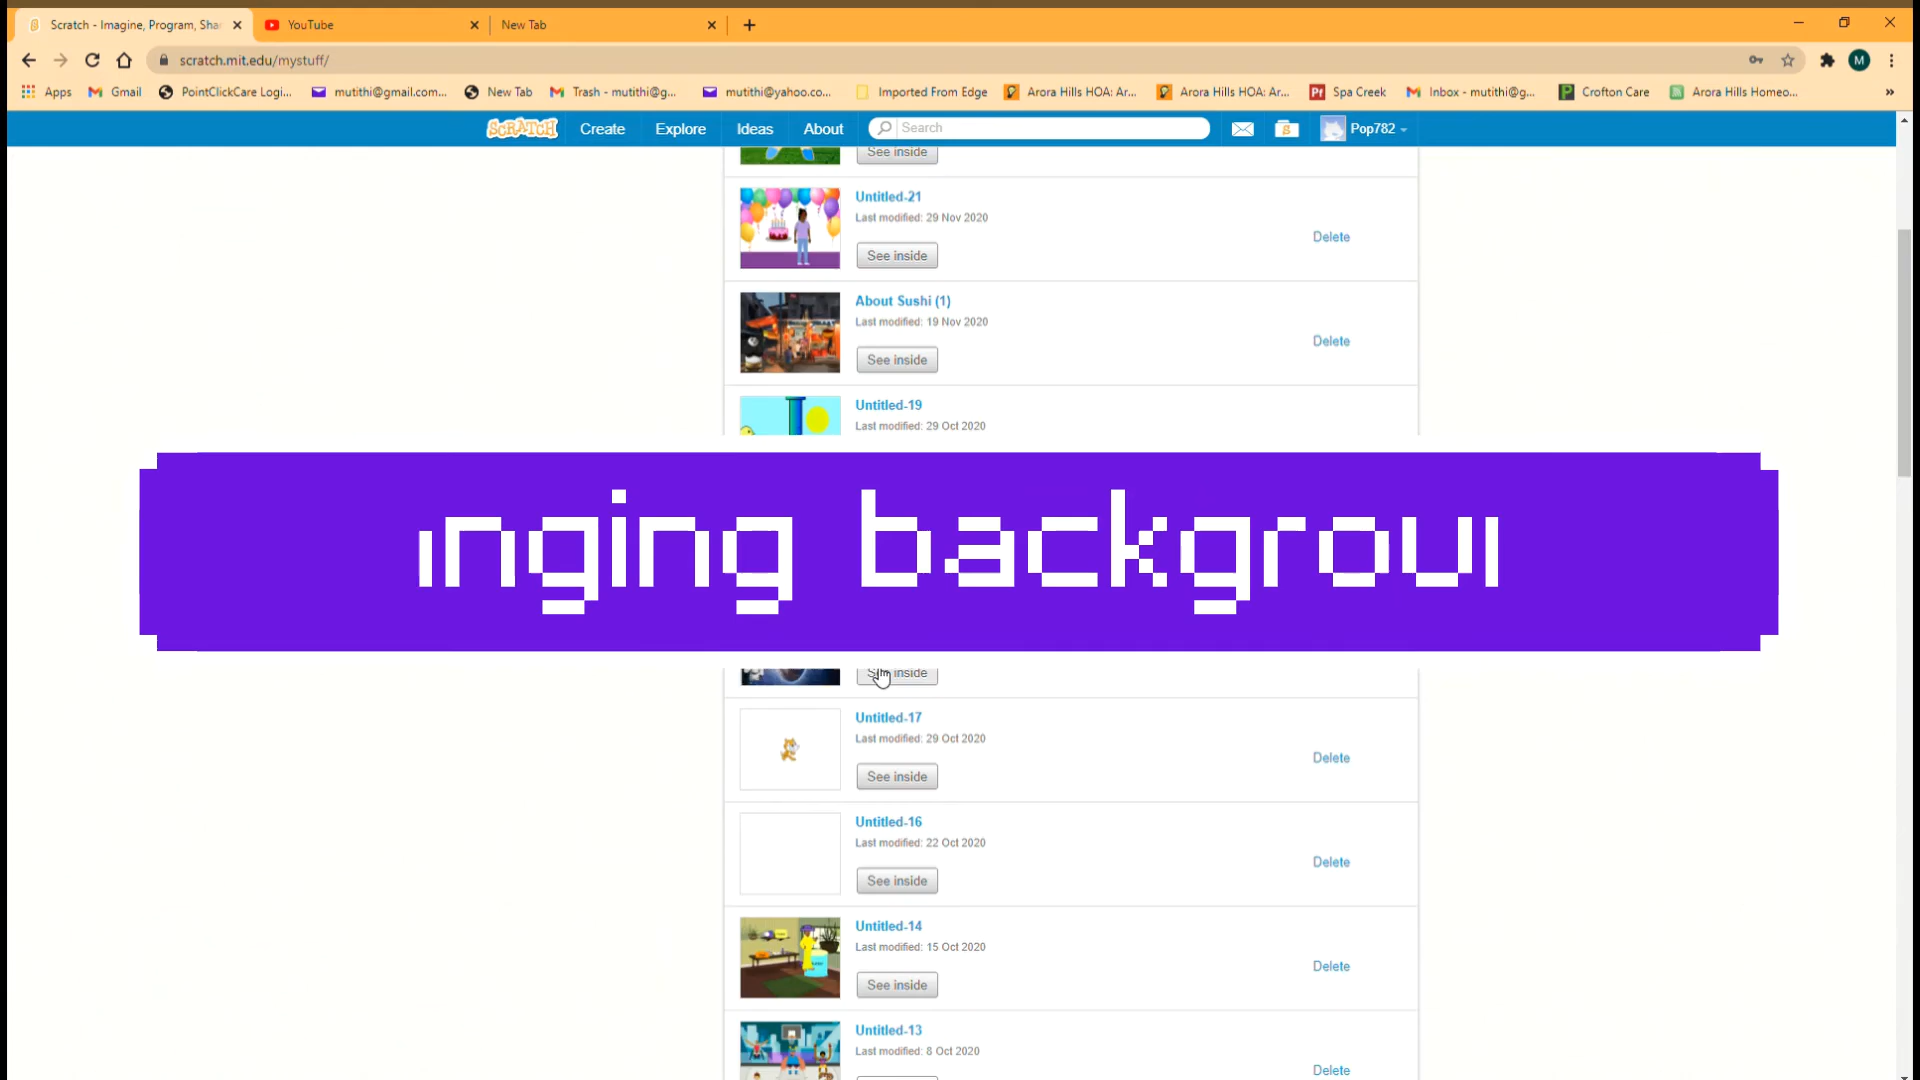 Scratch - Imagine, Program, Sha
YouTube
New Tab
scratch.mit.edu/mystuff/
M
Apps
Gmail
PointClickCare Logi...
mutithi@gmail.com...
New Tab
Trash - mutithi@g...
mutithi@yahoo.co...
Imported From Edge
Arora Hills HOA: Ar...
Arora Hills HOA: Ar...
Spa Creek
Inbox - mutithi@g...
Crofton Care
Arora Hills Homeo...
SCRATCH
Create
Explore
Ideas
About
Search
Pop782
See inside
Untitled-21
Last modified: 29 Nov 2020
Delete
See inside
About Sushi (1)
Last modified: 19 Nov 2020
Delete
See inside
Untitled-19
Last modified: 29 Oct 2020
nging backgrou
inside
Untitled-17
Last modified: 29 Oct 2020
Delete
See inside
Untitled-16
Last modified: 22 Oct 2020
Delete
See inside
Untitled-14
Last modified: 15 Oct 2020
Delete
See inside
Untitled-13
Last modified: 8 Oct 2020
Delete